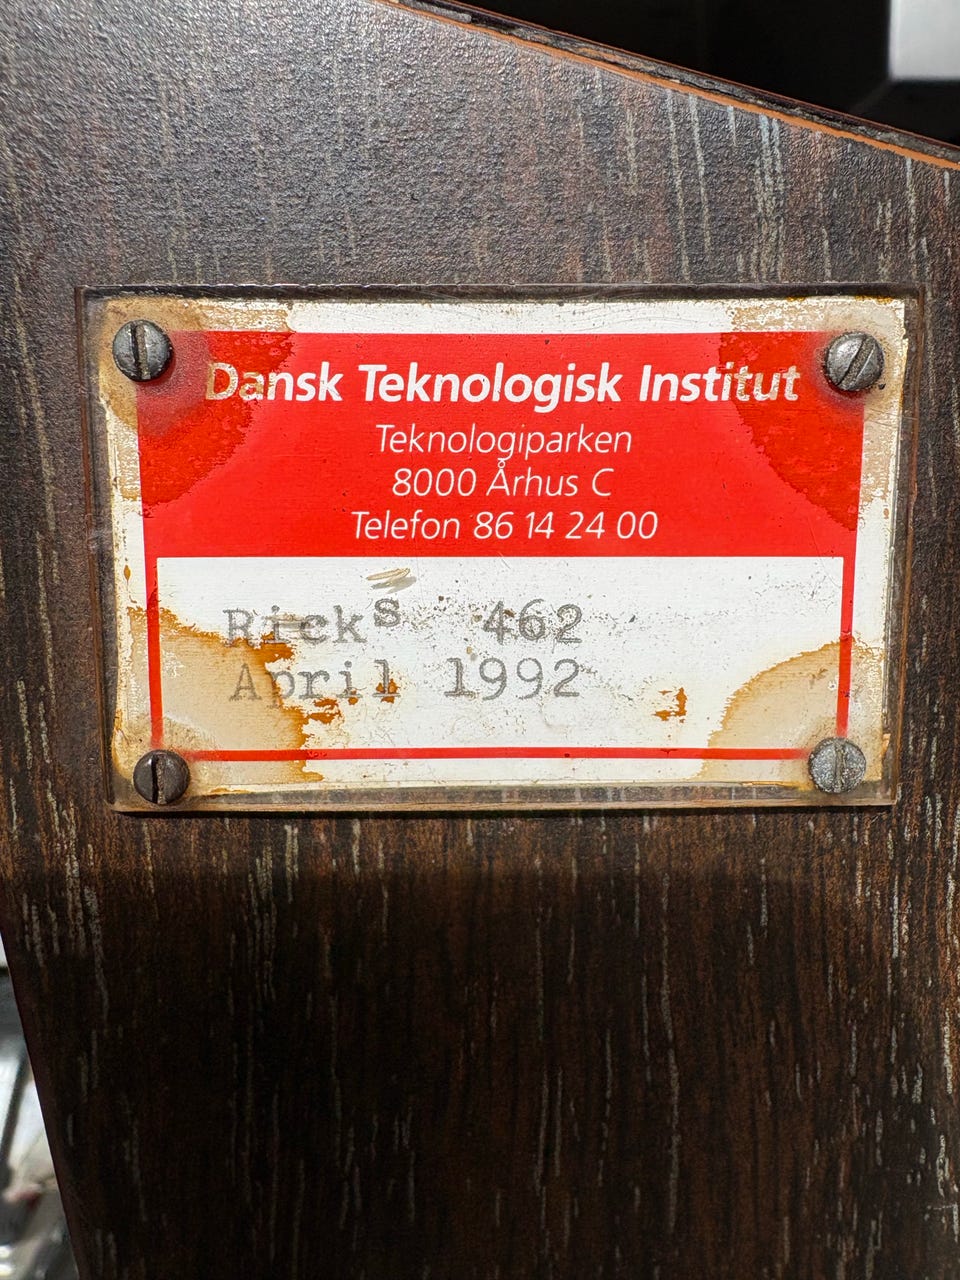 Dansk Teknologisk Institut
Teknologiparken
8000 Århus C
Telefon 86 14 24 00
Ricks 462
April 1992